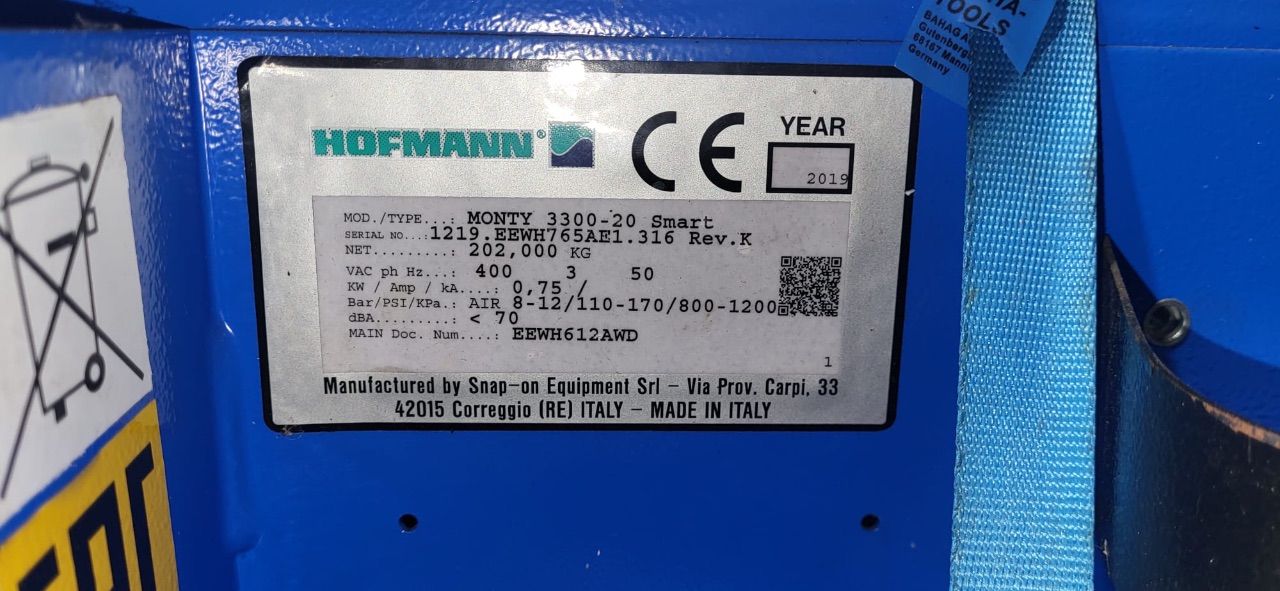 HOFMANN®
CE
YEAR
2019
MOD./TYPE...: MONTY 3300-20 Smart
SERIAL NO...:1219.EEWH765AE1.316 Rev.K
NET.........: 202,000 KG
VAC ph Hz...: 400 3 50
KW / Amp / kA....: 0,75 /
Bar/PSI/KPa.: AIR 8-12/110-170/800-1200
dBA.........: < 70
MAIN Doc. Num....: EEWH612AWD
1
Manufactured by Snap-on Equipment Srl - Via Prov. Carpi, 33
42015 Correggio (RE) ITALY - MADE IN ITALY
TOOLS
Germany